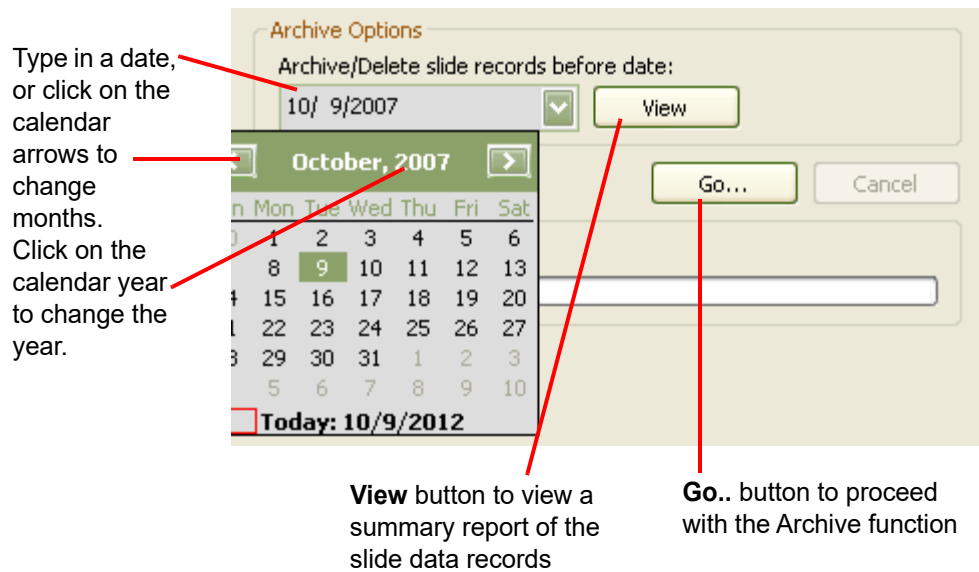 Type in a date,
or click on the
calendar
arrows to
change
months.
Click on the
calendar year
to change the
year.
Archive Options
Archive/Delete slide records before date:
10/ 9/2007
View
October, 2007
Go...
Cancel
Mon Tue Wed Thu Fri Sat
1 2 3 4 5 6
8 9 10 11 12 13
15 16 17 18 19 20
22 23 24 25 26 27
29 30 31 1 2 3
5 6 7 8 9 10
Today: 10/9/2012
View button to view a
summary report of the
slide data records
Go.. button to proceed
with the Archive function